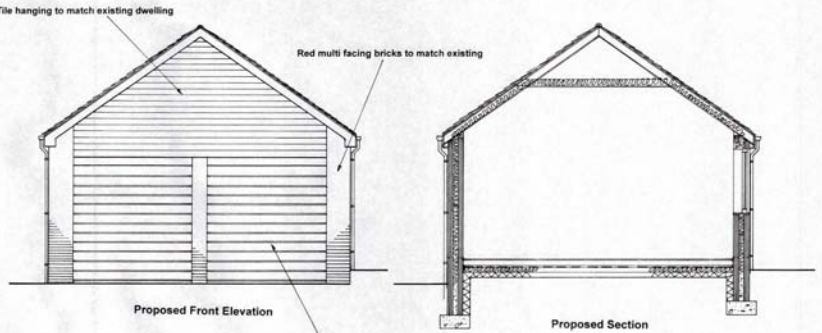 Tile hanging to match existing dwelling
Red multi facing bricks to match existing
Proposed Front Elevation
Proposed Section